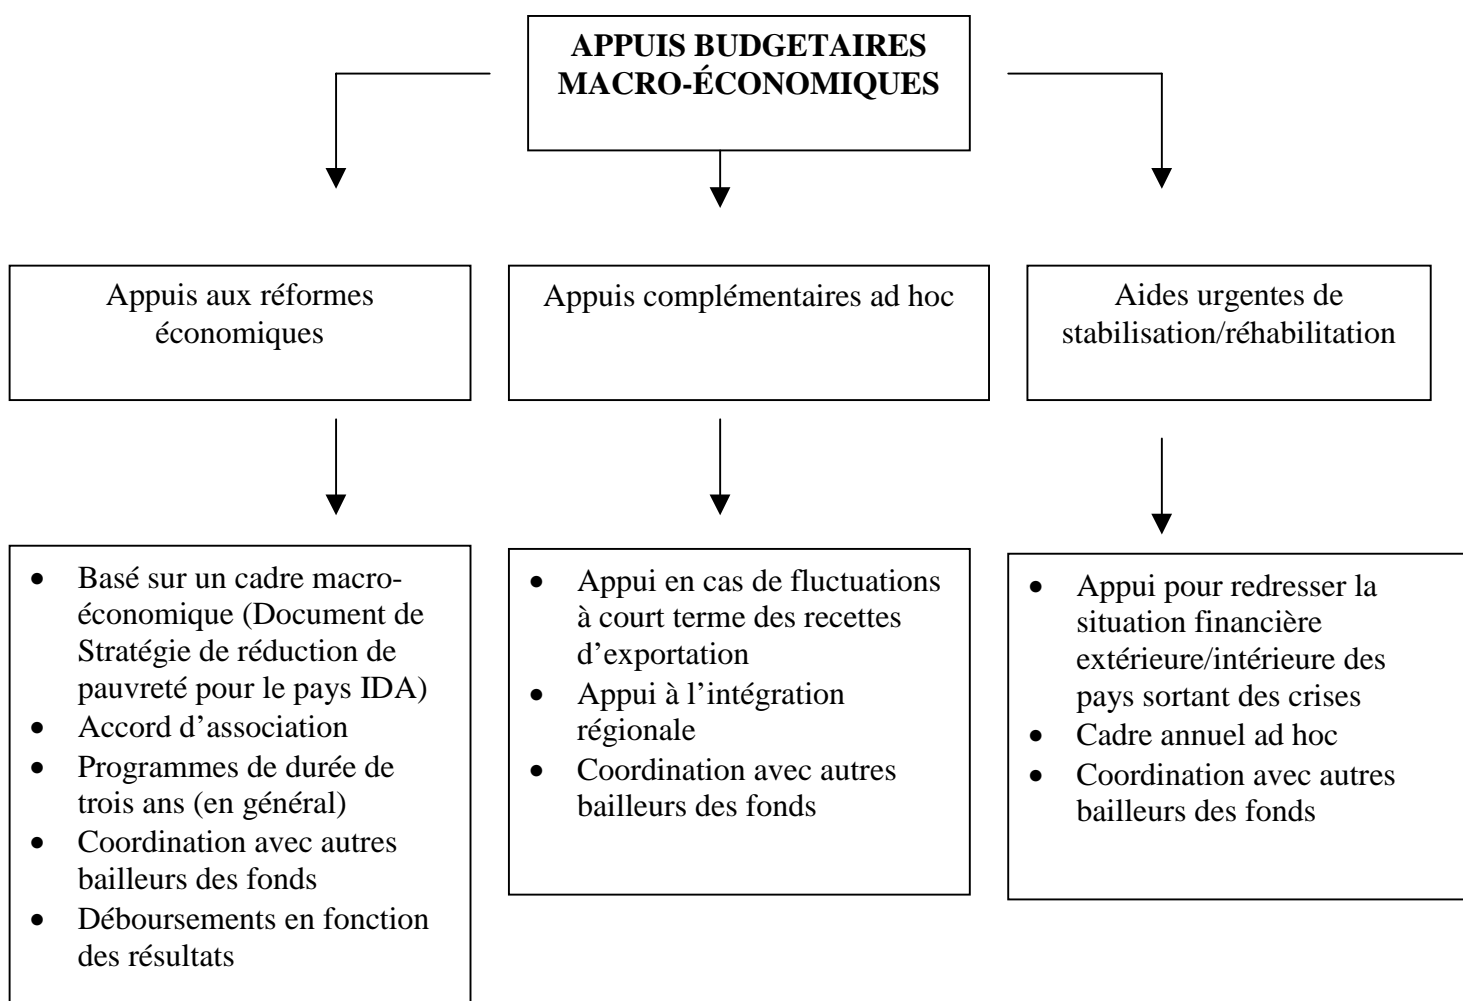 APPUIS BUDGETAIRES
MACRO-ÉCONOMIQUES
Appuis aux réformes
économiques
Appuis complémentaires ad hoc
Aides urgentes de
stabilisation/réhabilitation
• Basé sur un cadre macro-
économique (Document de
Stratégie de réduction de
pauvreté pour le pays IDA)
• Accord d’association
• Programmes de durée de
trois ans (en général)
• Coordination avec autres
bailleurs des fonds
• Déboursements en fonction
des résultats
• Appui en cas de fluctuations
à court terme des recettes
d’exportation
• Appui à l’intégration
régionale
• Coordination avec autres
bailleurs des fonds
• Appui pour redresser la
situation financière
extérieure/intérieure des
pays sortant des crises
• Cadre annuel ad hoc
• Coordination avec autres
bailleurs des fonds